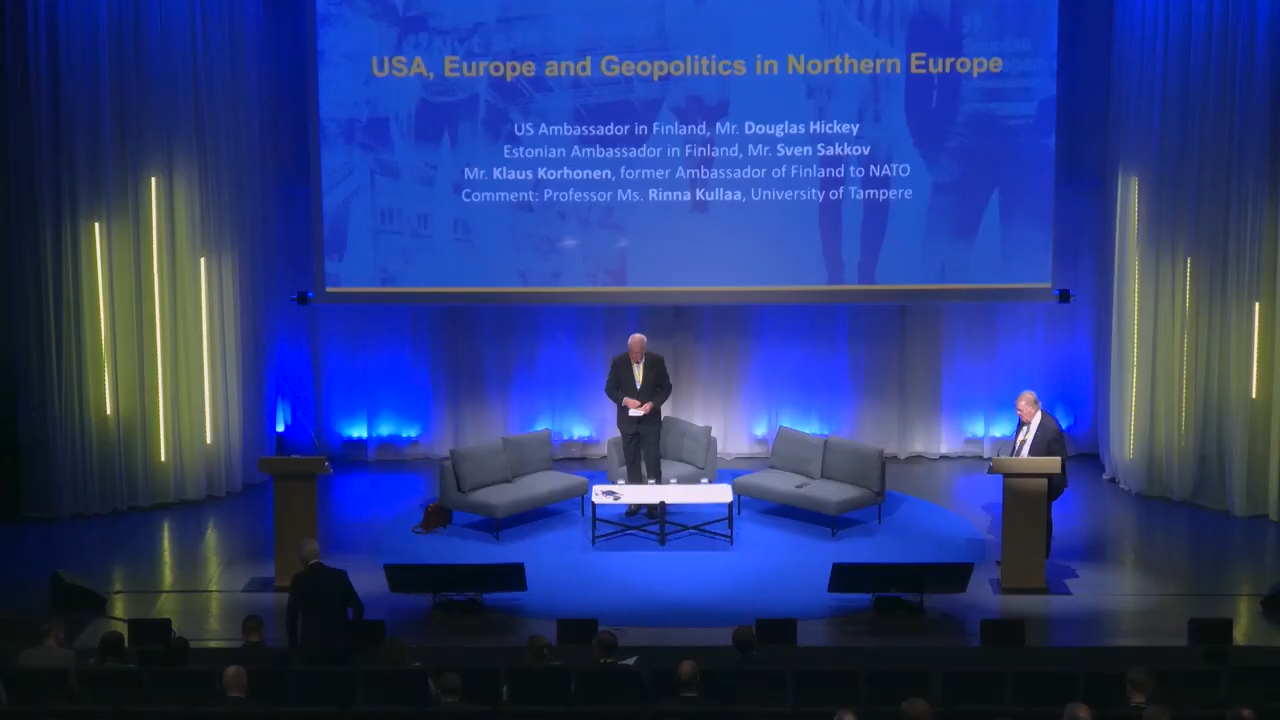 USA, Europe and Geopolitics in Northern Europe
US Ambassador in Finland, Mr. Douglas Hickey
Estonian Ambassador in Finland, Mr. Sven Sakkov
Mr. Klaus Korhonen, former Ambassador of Finland to NATO
Comment: Professor Ms. Rinna Kullaa, University of Tampere